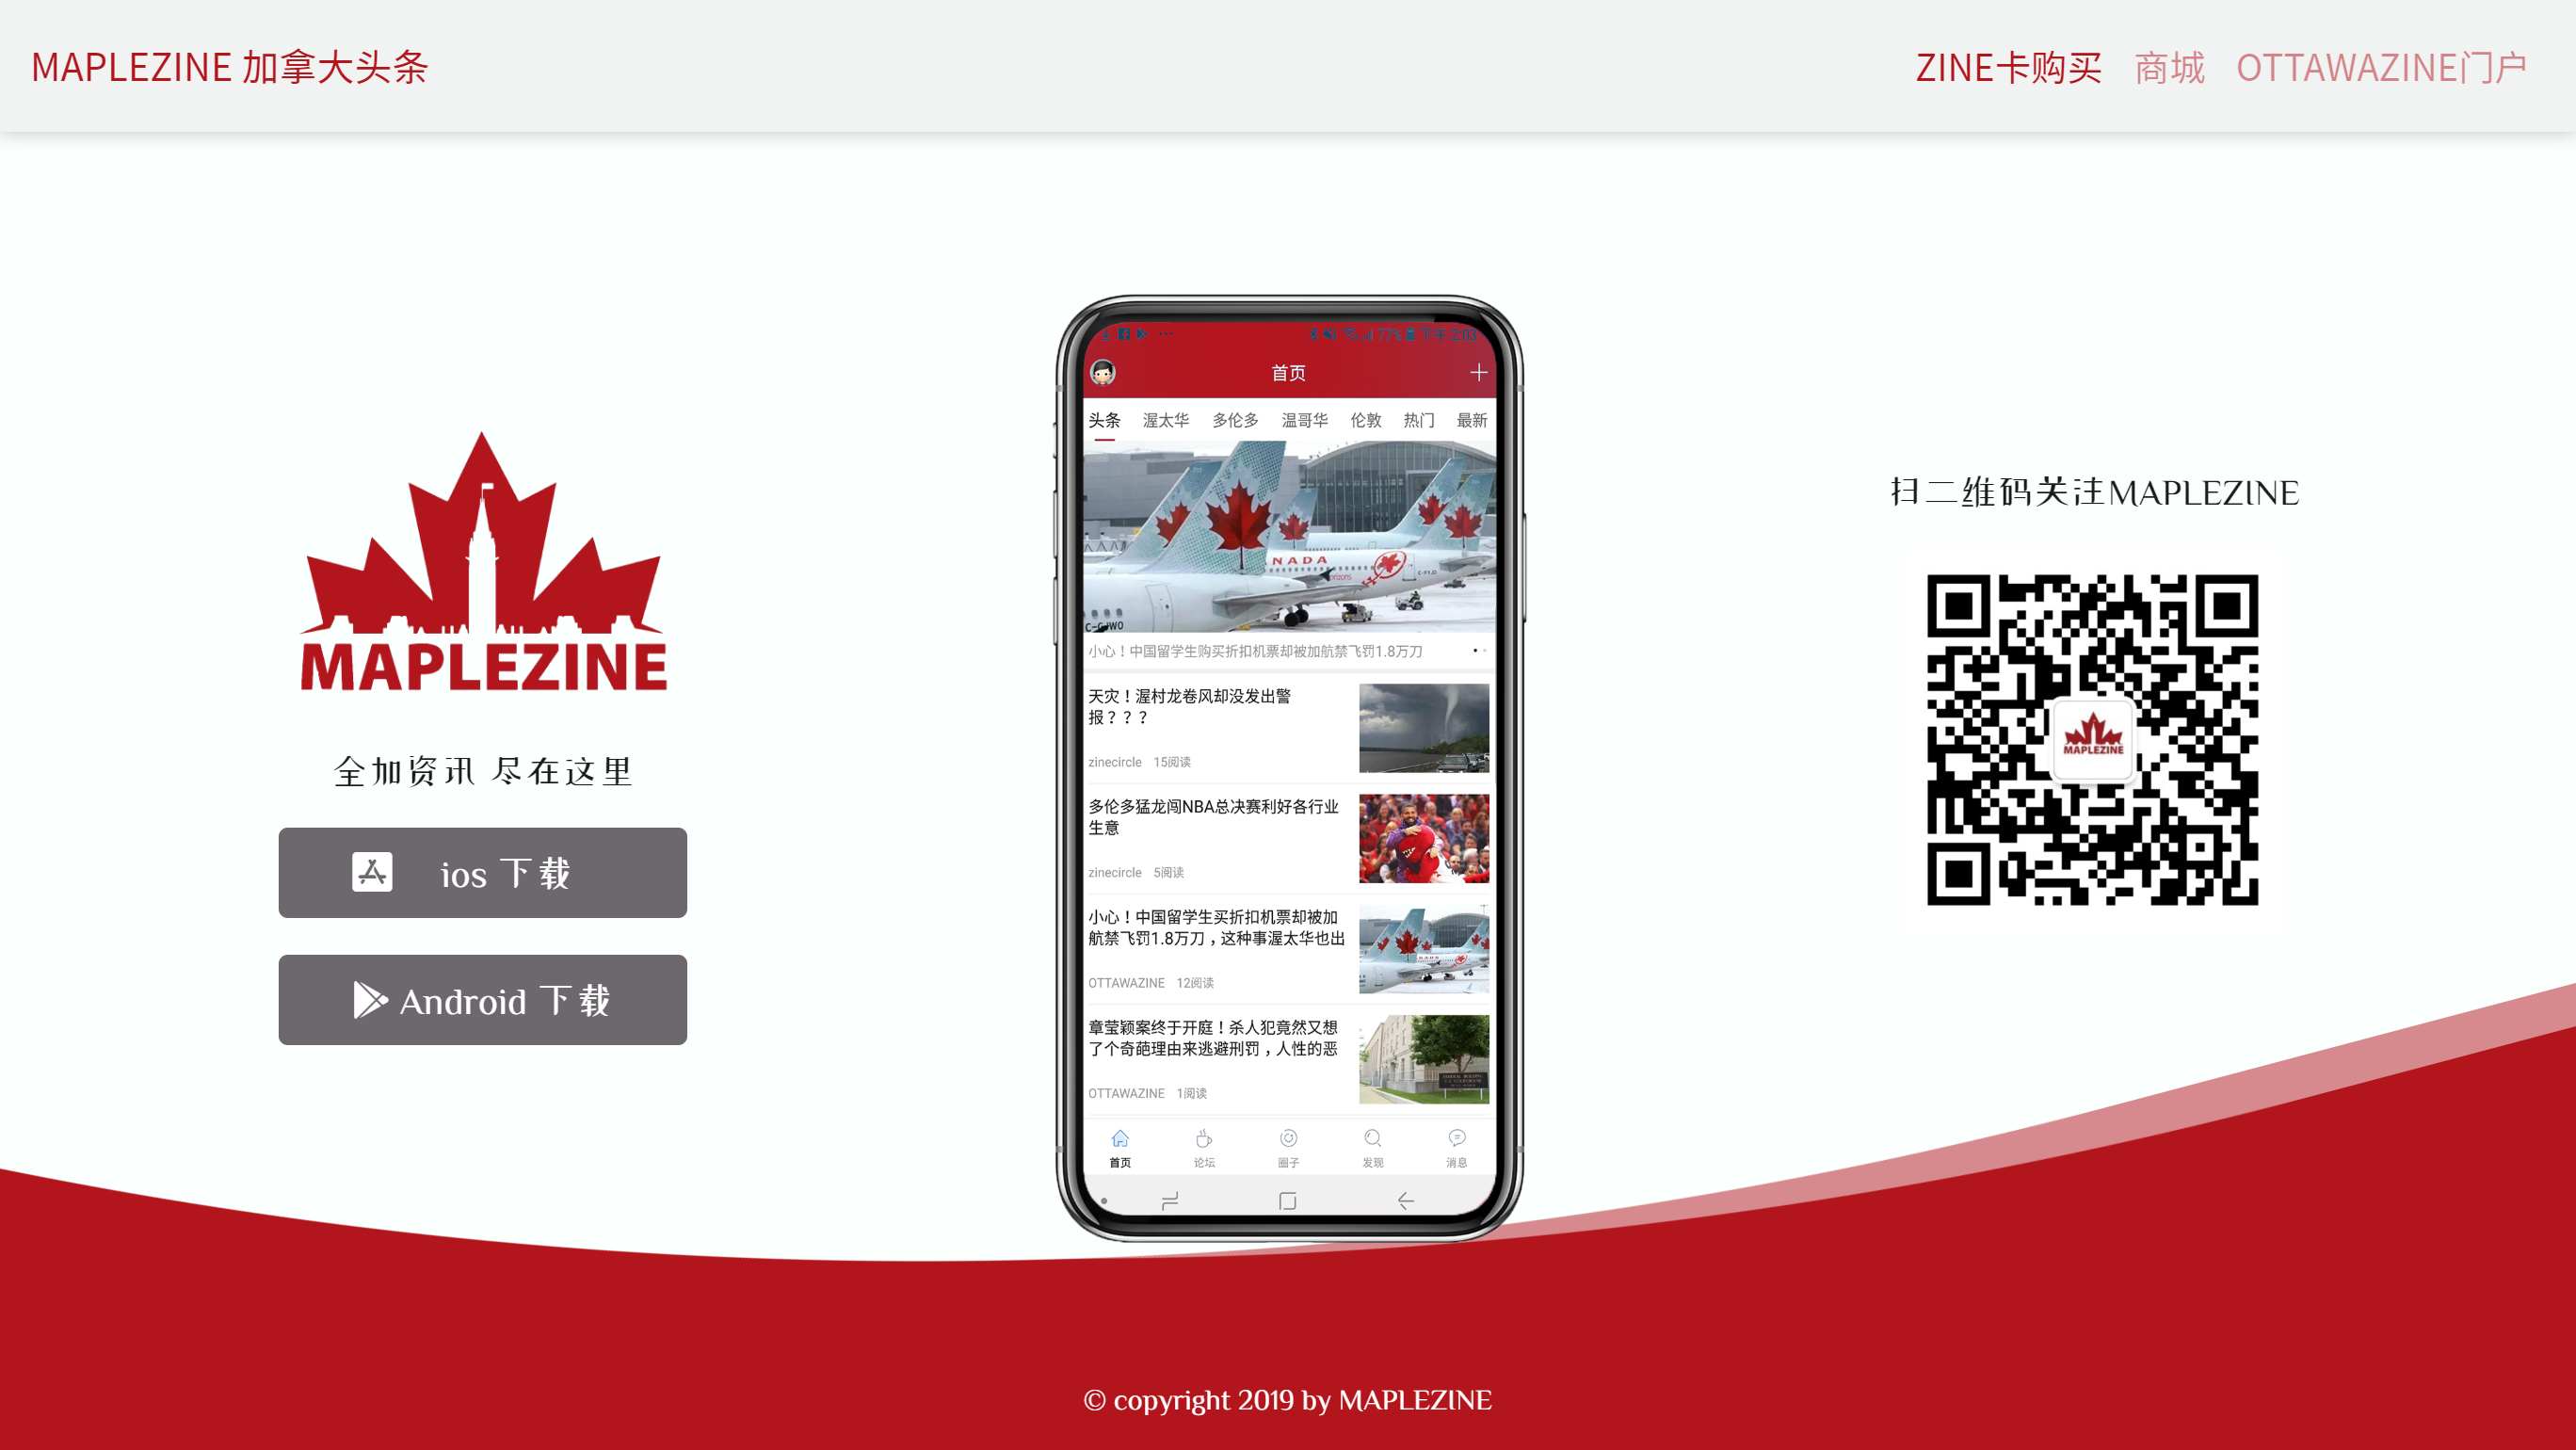 MAPLEZINE 加拿大头条
ZINE卡购买 商城 OTTAWAZINE门户
MAPLEZINE
全加资讯 尽在这里
ios 下载
Android 下载
77% 下午 2:03
首页
头条 渥太华 多伦多 温哥华 伦敦 热门 最新
NADA
C-GJWO
小心！中国留学生购买折扣机票却被加航禁飞罚1.8万刀
天灾！渥村龙卷风却没发出警
报？？？
zinecircle 15阅读
多伦多猛龙闯NBA总决赛利好各行业
生意
zinecircle 5阅读
小心！中国留学生买折扣机票却被加
航禁飞罚1.8万刀，这种事渥太华也出
OTTAWAZINE 12阅读
章莹颖案终于开庭！杀人犯竟然又想
了个奇葩理由来逃避刑罚，人性的恶
OTTAWAZINE 1阅读
首页 论坛 圈子 发现 消息
扫二维码关注MAPLEZINE
MAPLEZINE
© copyright 2019 by MAPLEZINE